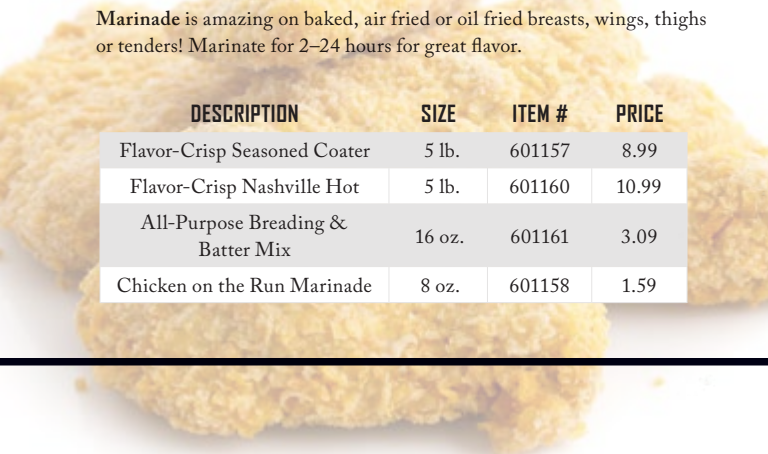 Marinade is amazing on baked, air fried or oil fried breasts, wings, thighs
or tenders! Marinate for 2–24 hours for great flavor.
DESCRIPTION SIZE ITEM # PRICE
Flavor-Crisp Seasoned Coater 5 lb. 601157 8.99
Flavor-Crisp Nashville Hot 5 lb. 601160 10.99
All-Purpose Breading &
Batter Mix 16 oz. 601161 3.09
Chicken on the Run Marinade 8 oz. 601158 1.59